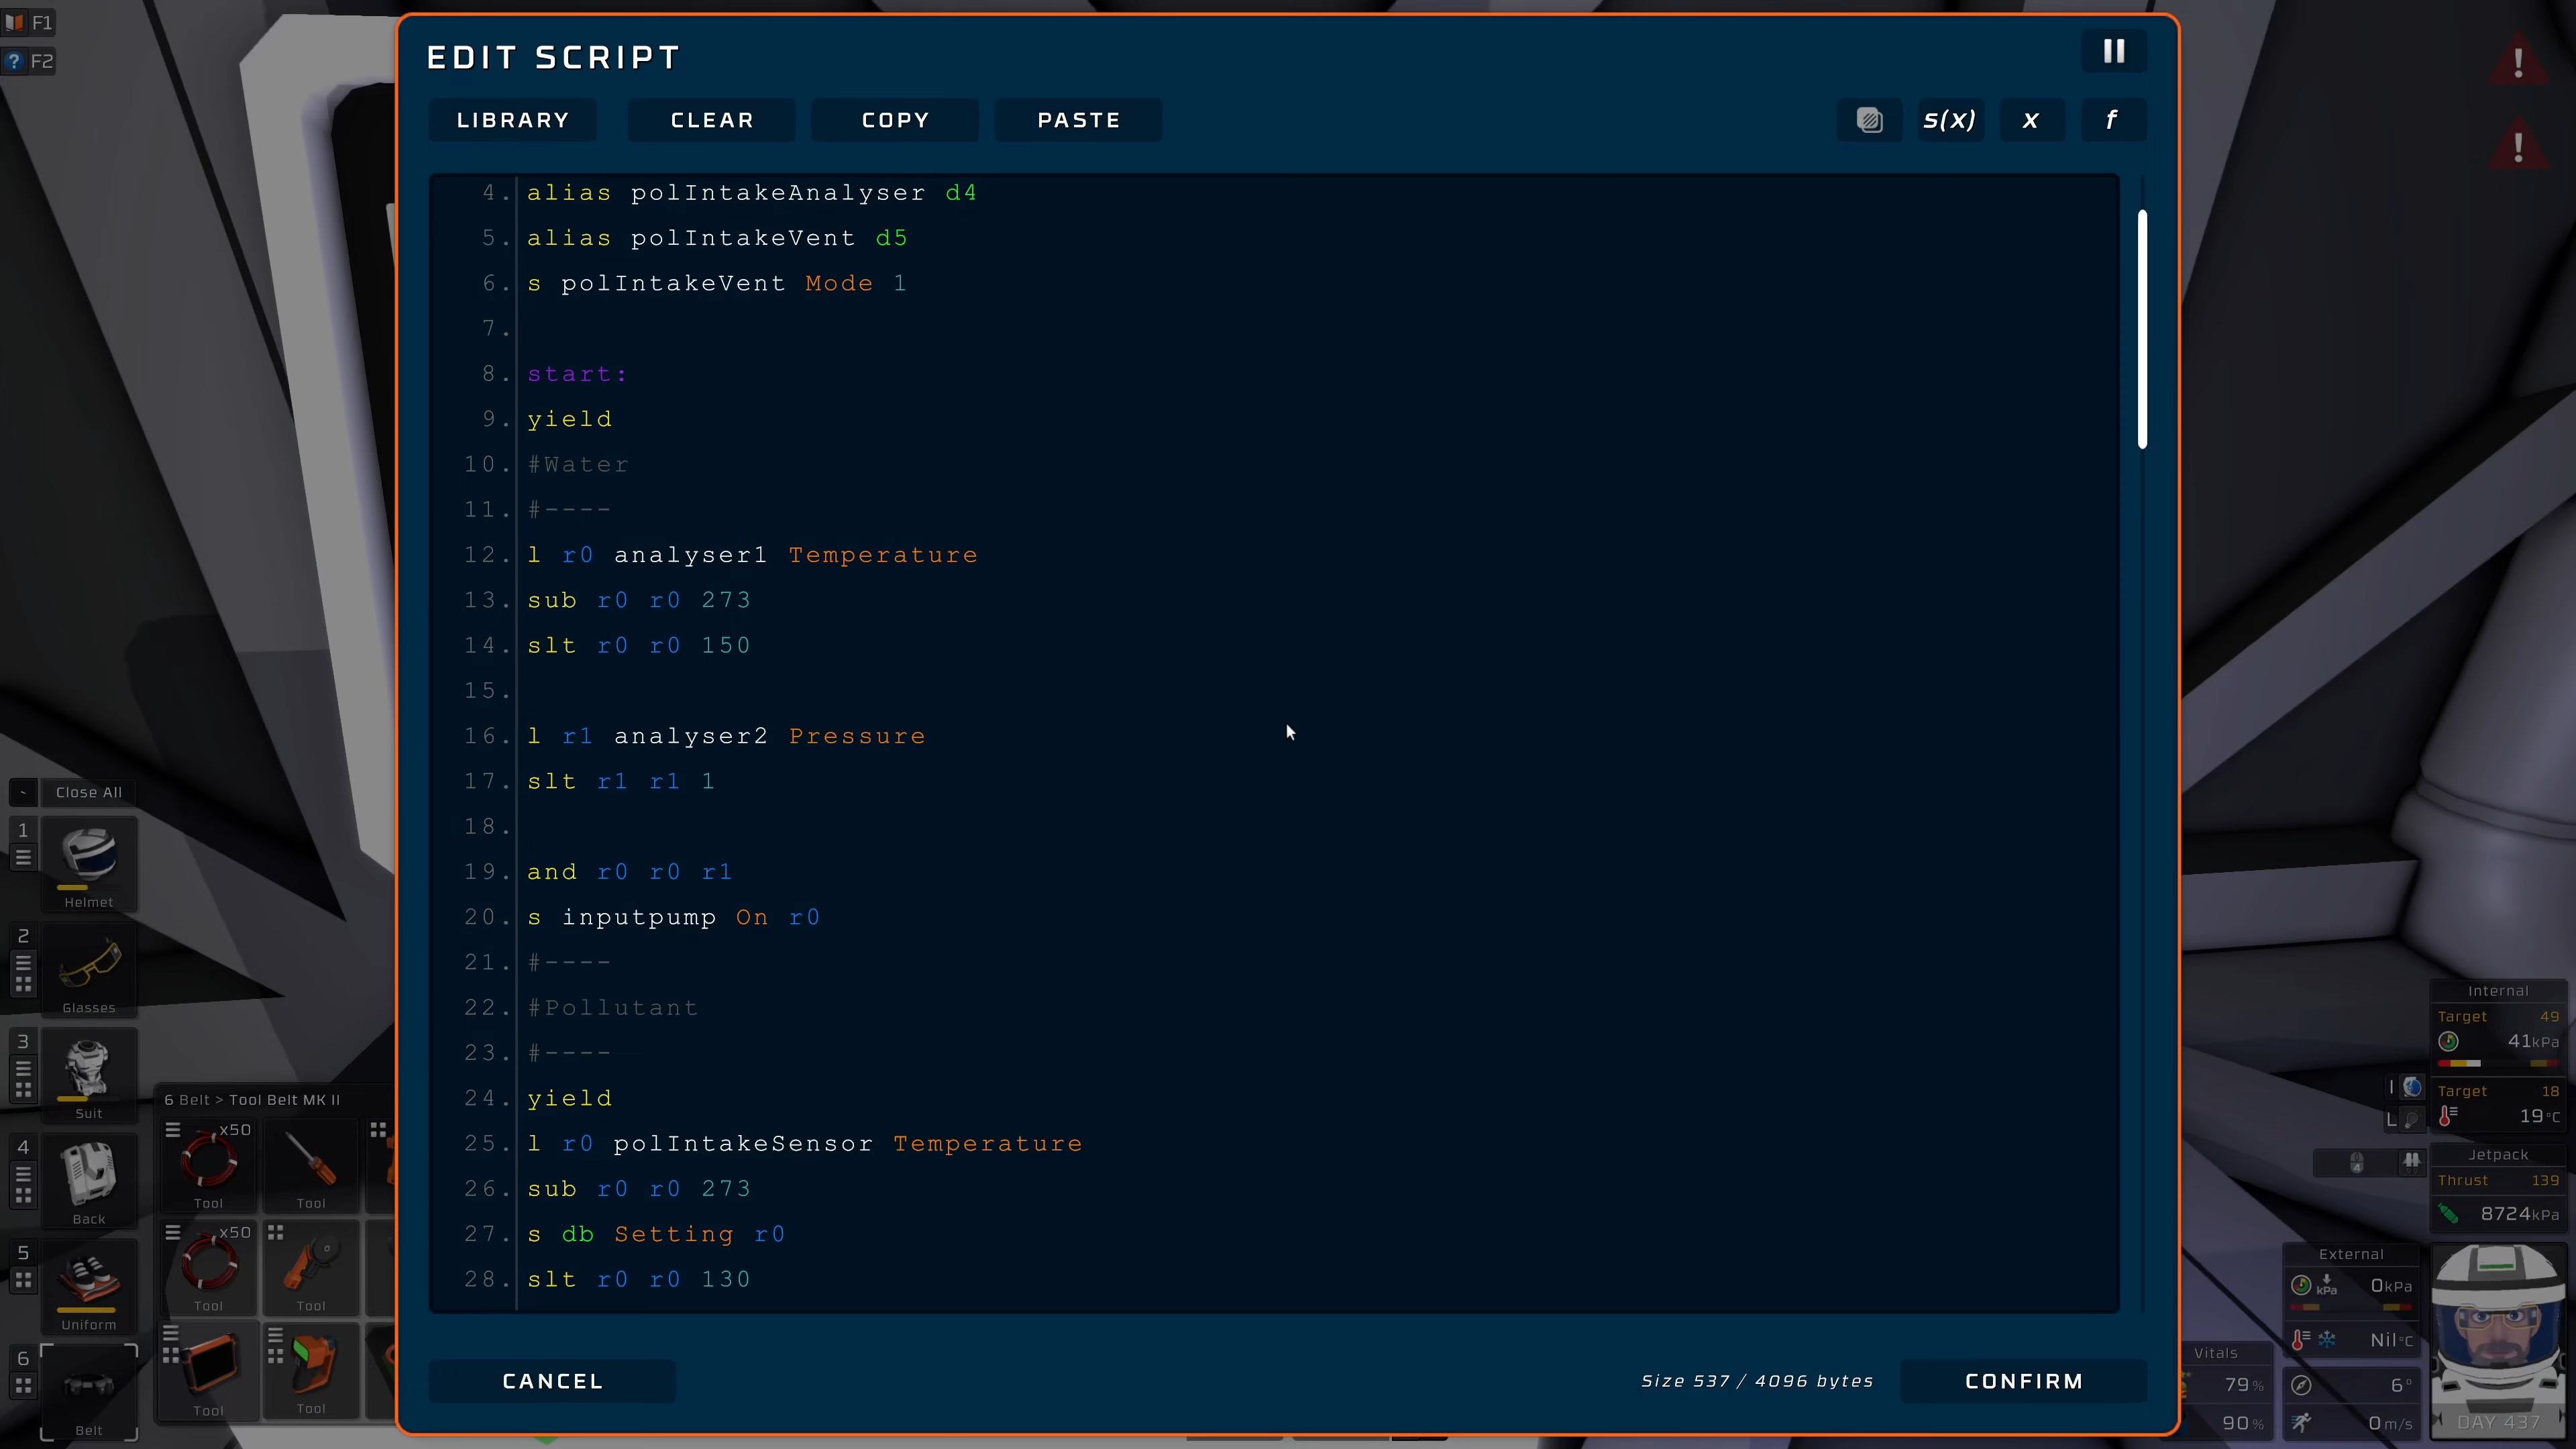 F1
F2
EDIT SCRIPT
LIBRARY CLEAR COPY PASTE s(x) x f
4. alias polIntakeAnalyser d4
5. alias polIntakeVent d5
6. s polIntakeVent Mode 1
7.
8. start:
9. yield
10. #Water
11. #----
12. l r0 analyser1 Temperature
13. sub r0 r0 273
14. slt r0 r0 150
15.
16. l r1 analyser2 Pressure
17. slt r1 r1 1
18.
19. and r0 r0 r1
20. s inputpump On r0
21. #----
22. #Pollutant
23. #----
24. yield
25. l r0 polIntakeSensor Temperature
26. sub r0 r0 273
27. s db Setting r0
28. slt r0 r0 130
CANCEL Size 537 / 4096 bytes CONFIRM
~ Close All
1 Helmet
2 Glasses
3 Suit
4 Back
5 Uniform
6 Belt
6 Belt > Tool Belt MK II
x50
Tool Tool
x50
Tool Tool
Tool Tool
Internal
Target 49
41kPa
Target 18
19°C
Jetpack
Thrust 139
8724kPa
External
kPa 0kPa
Nil°C
Vitals
79% 6°
90% 0m/s
DAY 437